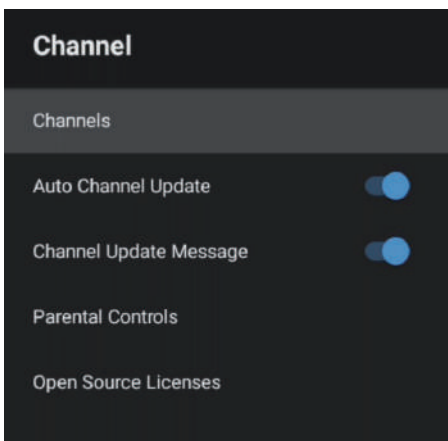 Channel
Channels
Auto Channel Update
Channel Update Message
Parental Controls
Open Source Licenses